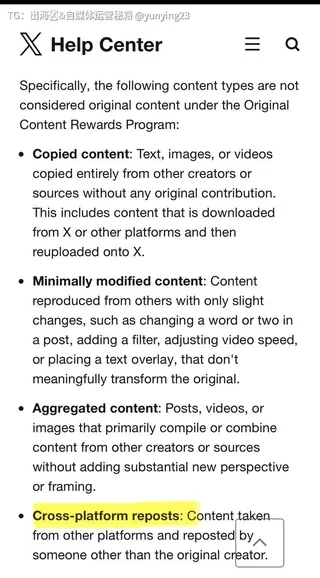 TG：出海圈&自媒体运营秘籍 @yunying23
X Help Center
Specifically, the following content types are not
considered original content under the Original
Content Rewards Program:
• Copied content: Text, images, or videos
copied entirely from other creators or
sources without any original contribution.
This includes content that is downloaded
from X or other platforms and then
reuploaded onto X.
• Minimally modified content: Content
reproduced from others with only slight
changes, such as changing a word or two in
a post, adding a filter, adjusting video speed,
or placing a text overlay, that don't
meaningfully transform the original.
• Aggregated content: Posts, videos, or
images that primarily compile or combine
content from other creators or sources
without adding substantial new perspective
or framing.
• Cross-platform reposts: Content taken
from other platforms and reposted by
someone other than the original creator.